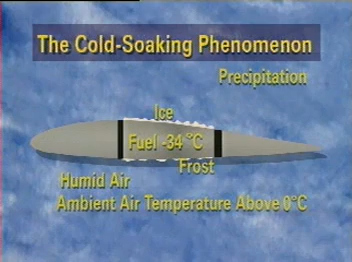 The Cold-Soaking Phenomenon
Precipitation
Ice
Fuel -34 °C
Frost
Humid Air
Ambient Air Temperature Above 0°C